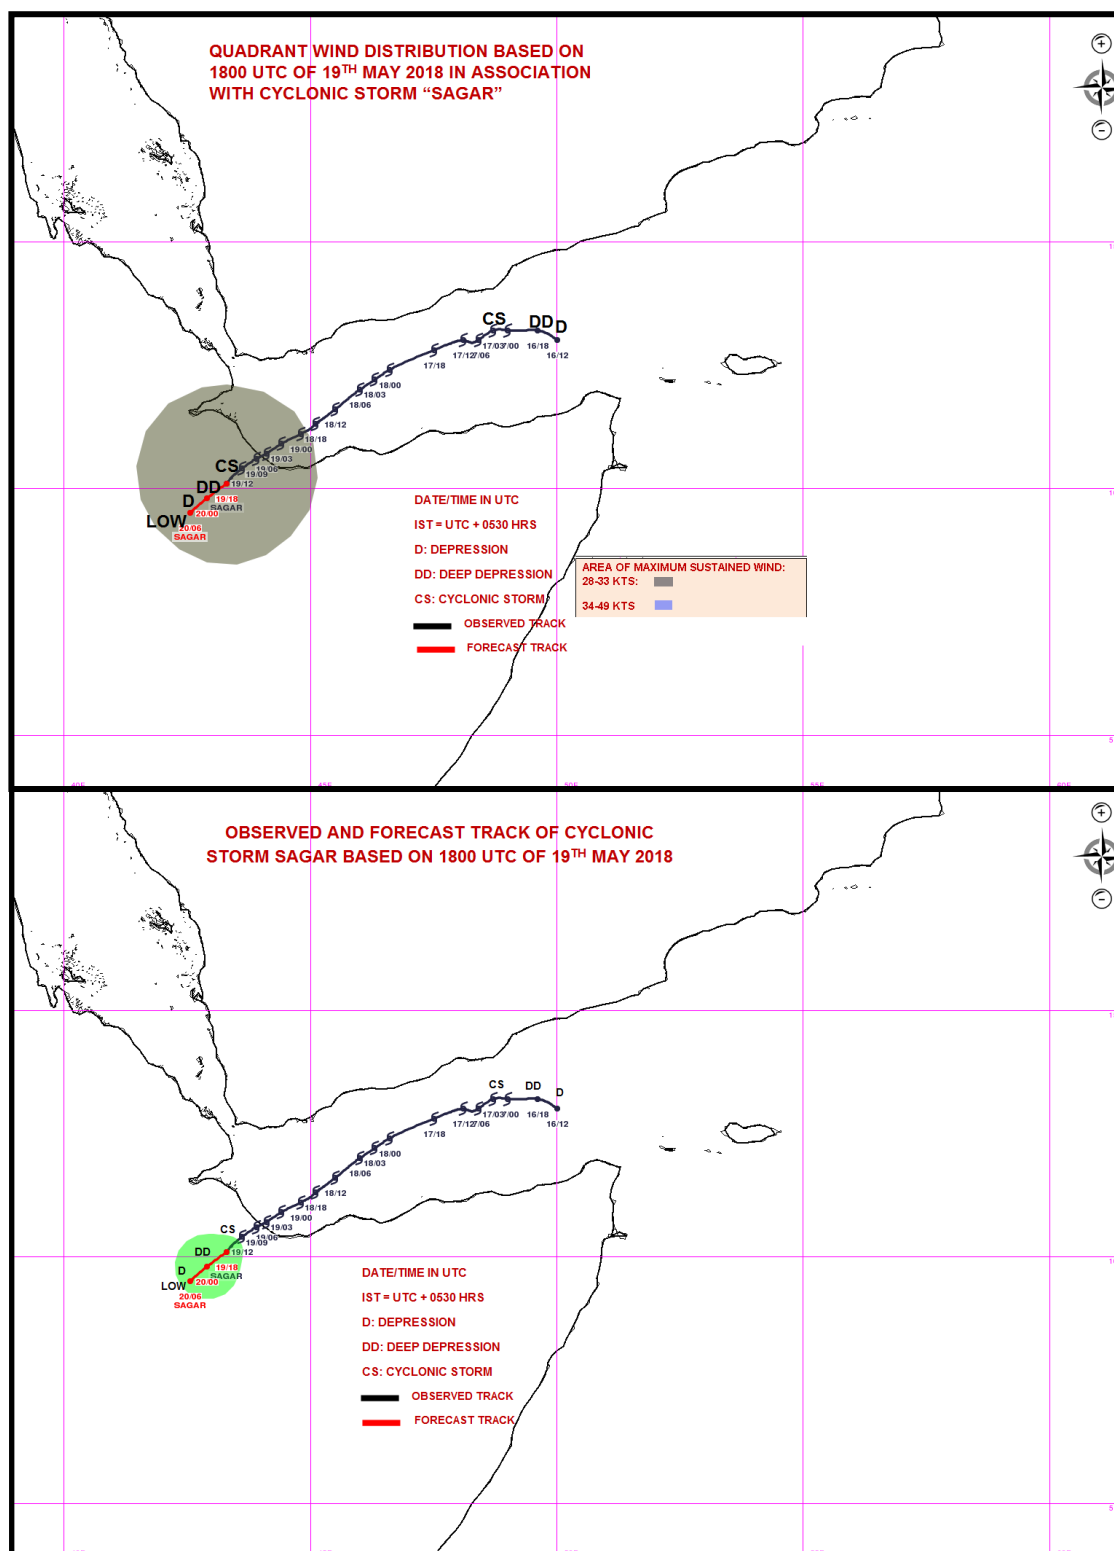 QUADRANT WIND DISTRIBUTION BASED ON
1800 UTC OF 19TH MAY 2018 IN ASSOCIATION
WITH CYCLONIC STORM “SAGAR”
CS
DD
D
17/03
7/00
16/18
16/12
17/12
7/06
17/18
18/00
18/03
18/06
18/12
18/18
19/00
19/03
19/06
CS
19/09
19/12
DD
19/18
SAGAR
D
20/00
LOW
20/06
SAGAR
DATE/TIME IN UTC
IST = UTC + 0530 HRS
D: DEPRESSION
DD: DEEP DEPRESSION
CS: CYCLONIC STORM
OBSERVED TRACK
FORECAST TRACK
AREA OF MAXIMUM SUSTAINED WIND:
28-33 KTS:
34-49 KTS
40E 45E 50E 55E 60E
OBSERVED AND FORECAST TRACK OF CYCLONIC
STORM SAGAR BASED ON 1800 UTC OF 19TH MAY 2018
CS
DD
D
17/03
7/00
16/18
16/12
17/12
7/06
17/18
18/00
18/03
18/06
18/12
18/18
19/00
19/03
19/06
CS
19/09
19/12
DD
19/18
SAGAR
D
20/00
LOW
20/06
SAGAR
DATE/TIME IN UTC
IST = UTC + 0530 HRS
D: DEPRESSION
DD: DEEP DEPRESSION
CS: CYCLONIC STORM
OBSERVED TRACK
FORECAST TRACK